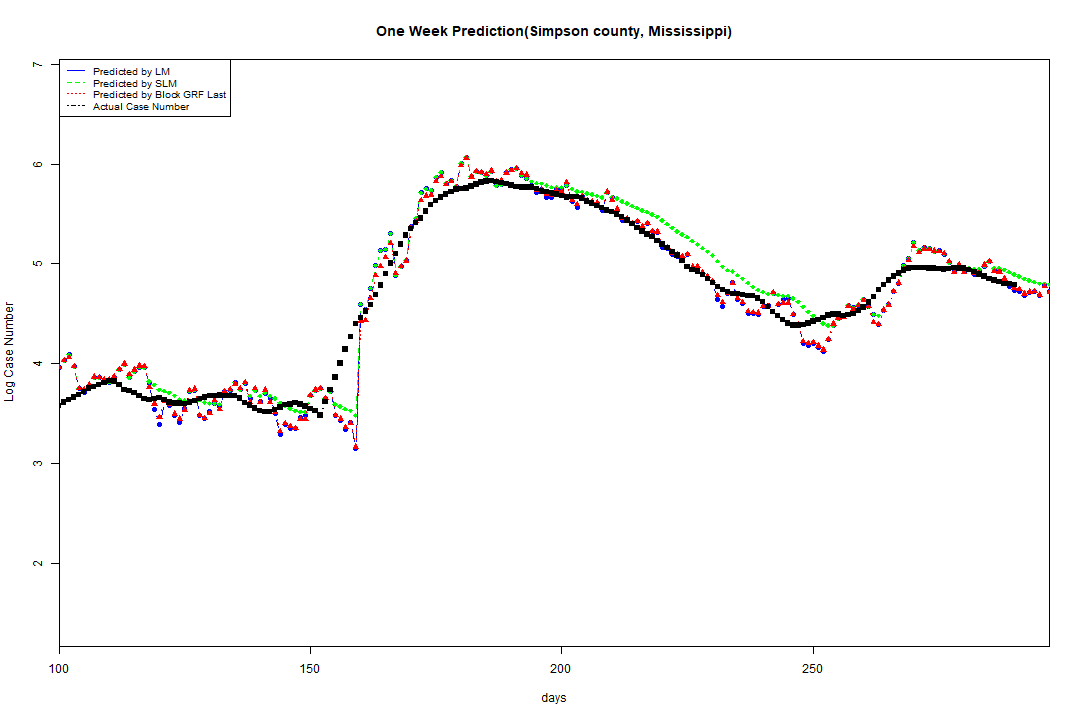 One Week Prediction(Simpson county, Mississippi)
7
Predicted by LM
Predicted by SLM
Predicted by Block GRF Last
Actual Case Number
6
5
4
3
2
Log Case Number
100
150
200
250
days